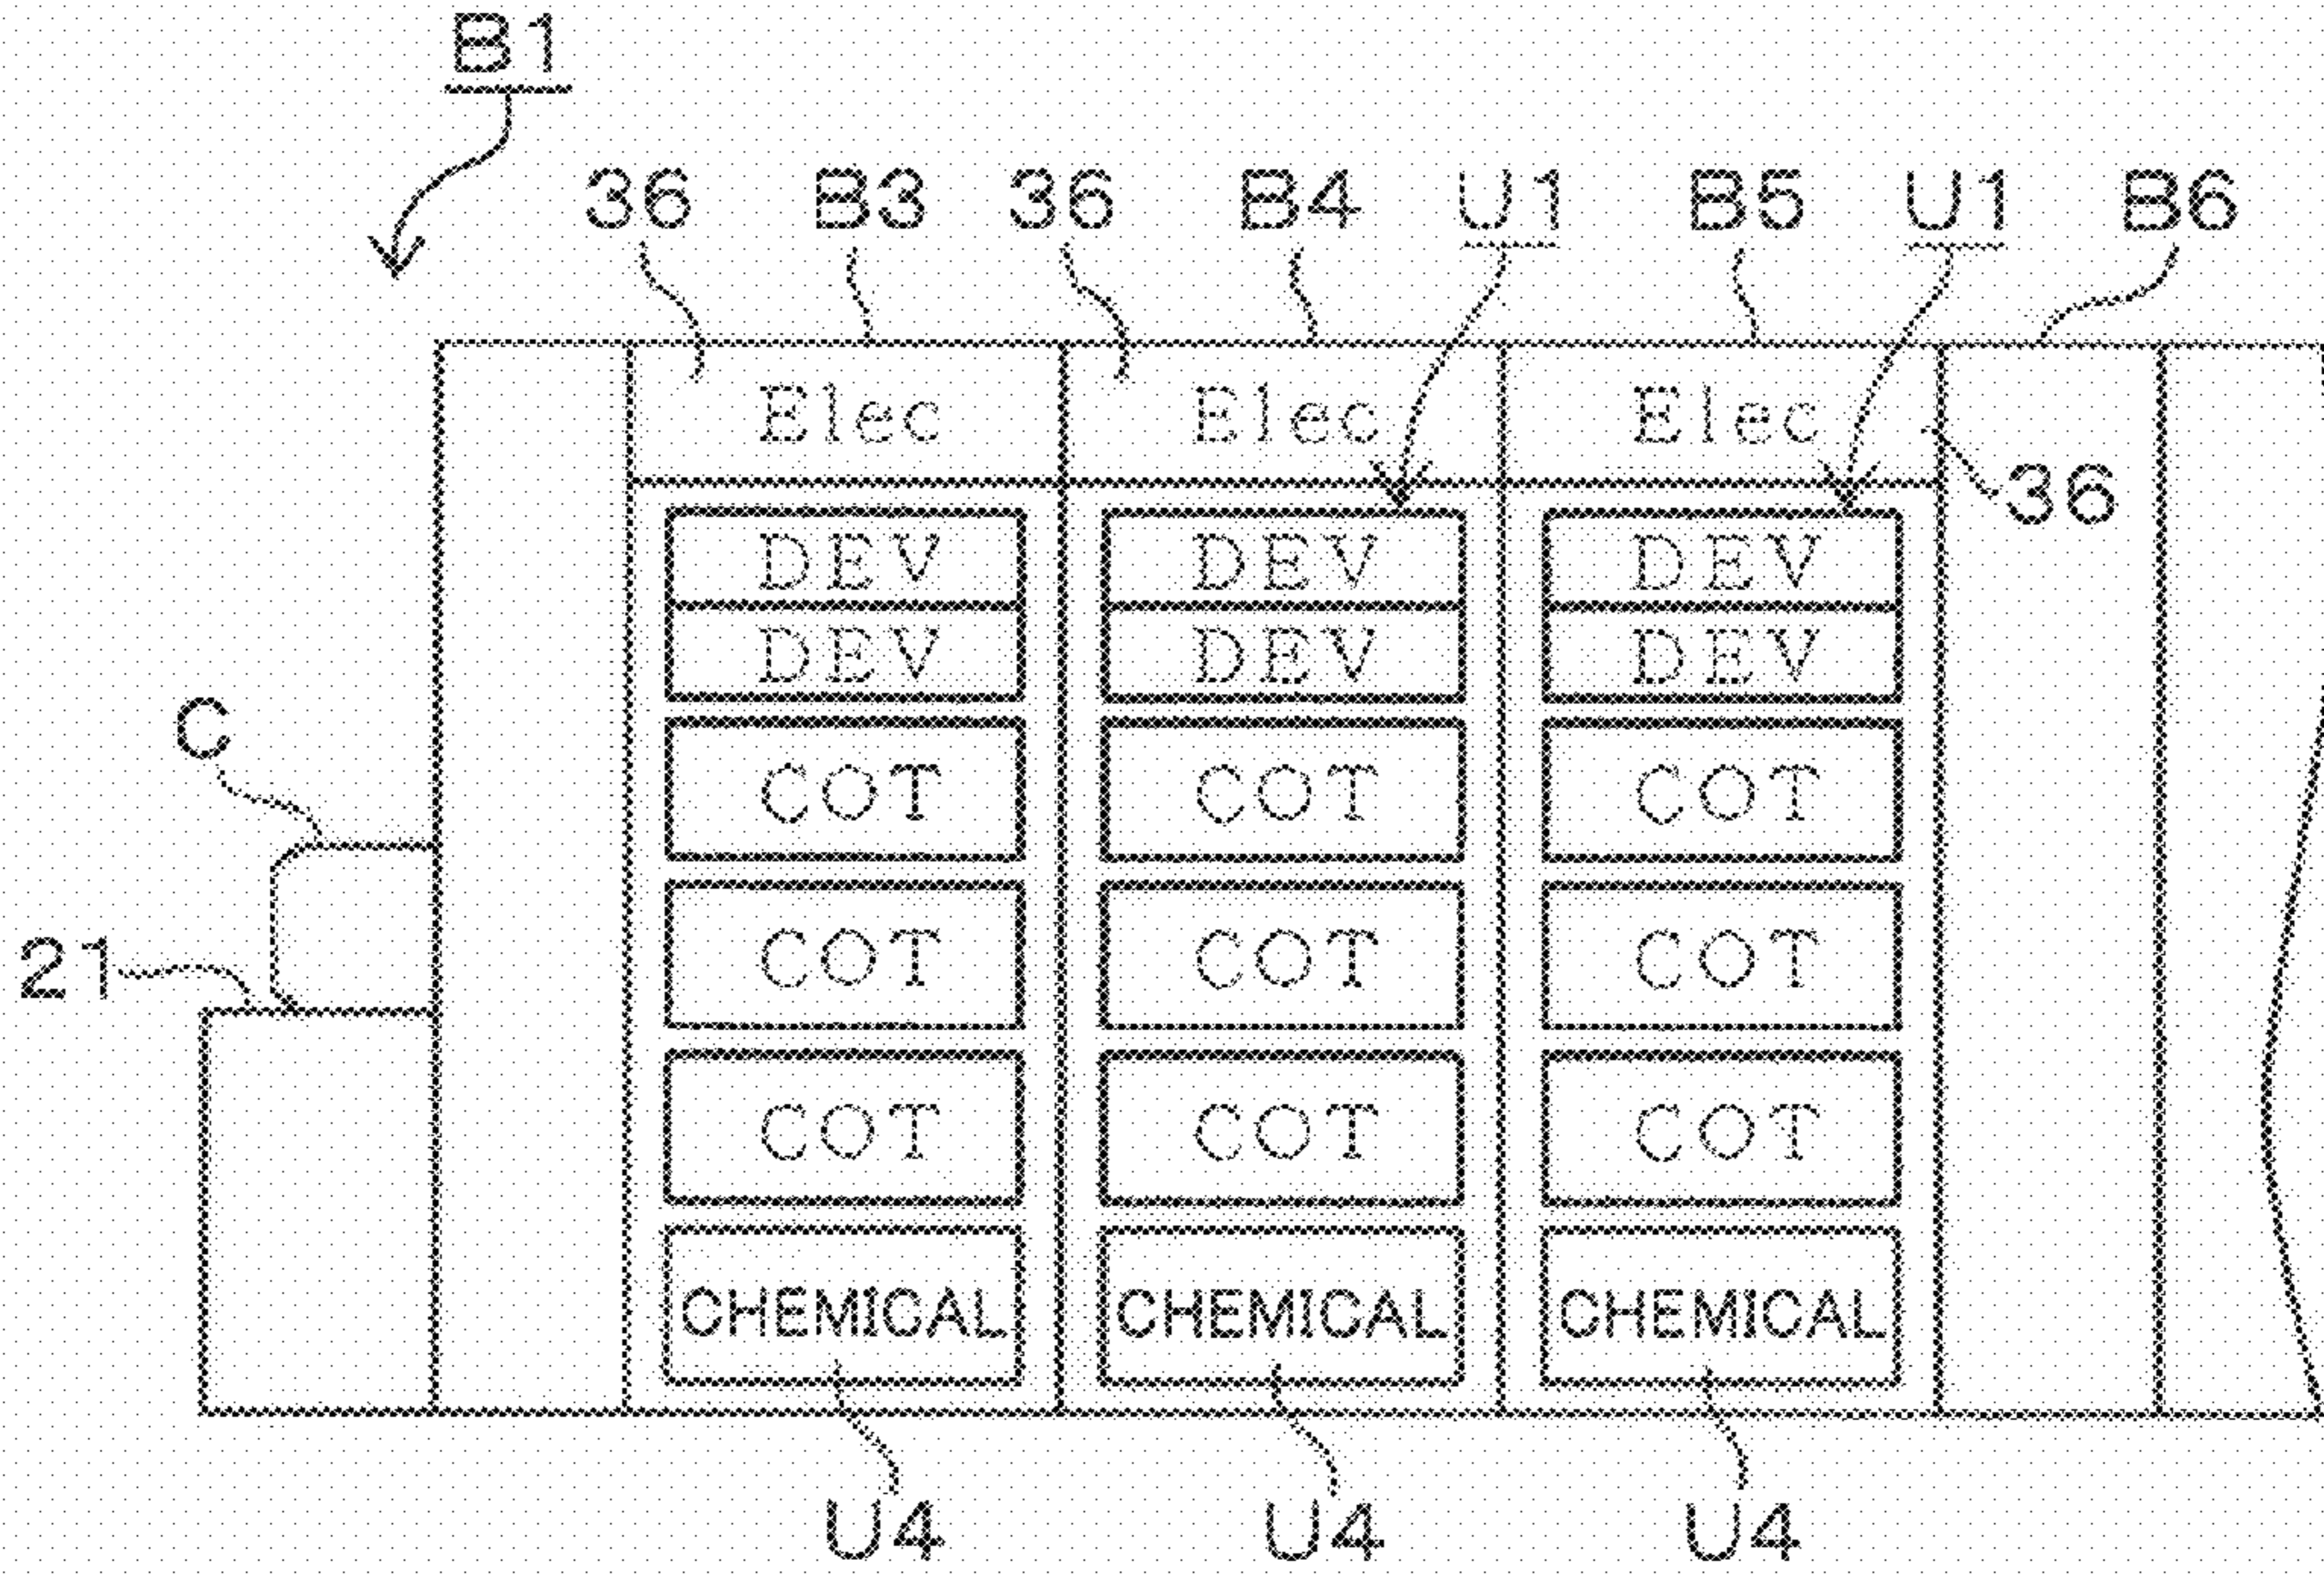 B1
36 B3 36 B4 U1 B5 U1 B6
Elec Elec Elec
36
DEV DEV DEV
DEV DEV DEV
C
COT COT COT
21
COT COT COT
COT COT COT
CHEMICAL CHEMICAL CHEMICAL
U4 U4 U4